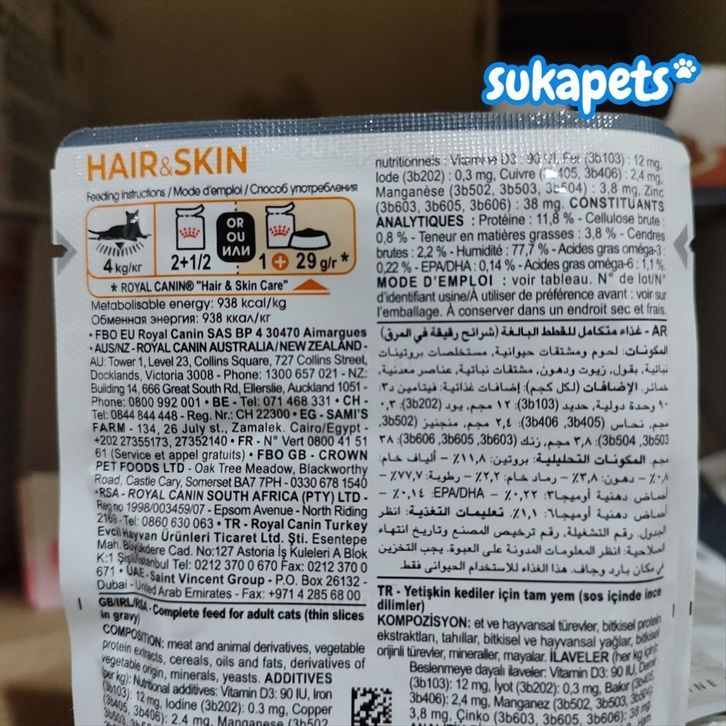 sukapets
HAIR&SKIN
Feeding instructions / Mode d'emploi / Способ употребления
4 kg/кг
2+1/2
OR
OU
ИЛИ
1 + 29 g/г *
* ROYAL CANIN® "Hair & Skin Care"
Metabolisable energy: 938 kcal/kg
Обменная энергия: 938 ккал/кг
• FBO EU Royal Canin SAS BP 4 30470 Aimargues
• AUS/NZ - ROYAL CANIN AUSTRALIA/NEW ZEALAND -
AU: Tower 1, Level 23, Collins Square, 727 Collins Street,
Docklands, Victoria 3008 - Phone: 1300 657 021 - NZ:
Building 14, 666 Great South Rd, Ellerslie, Auckland 1051 -
Phone: 0800 992 001 • BE - Tel: 071 468 331 • CH -
Tel: 0844 844 448 - Reg. Nr.: CH 22300 • EG - SAMI'S
FARM - 134, 26 July st., Zamalek. Cairo/Egypt -
+202 27355173, 27352140 • FR - N° Vert 0800 41 51
61 (Service et appel gratuits) • FBO GB - CROWN
PET FOODS LTD - Oak Tree Meadow, Blackworthy
Road, Castle Cary, Somerset BA7 7PH - 0330 678 1540
•RSA - ROYAL CANIN SOUTH AFRICA (PTY) LTD -
Reg no 1998/003459/07 - Epsom Avenue - North Riding
2169 - Tel: 0860 630 063 • TR - Royal Canin Turkey
Evcil Hayvan Ürünleri Ticaret Ltd. Şti. Esentepe
Mah. Büyükdere Cad. No:127 Astoria İş Kuleleri A Blok
K:1 Şişli/İstanbul Tel: 0212 370 0 670 Fax: 0212 370 0
671 • UAE - Saint Vincent Group - P.O. Box 26132 -
Dubai - United Arab Emirates - Fax: +971 4 285 68 00
GB/IRL/RSA - Complete feed for adult cats (thin slices
in gravy)
COMPOSITION: meat and animal derivatives, vegetable
protein extracts, cereals, oils and fats, derivatives of
vegetable origin, minerals, yeasts. ADDITIVES
(per kg): Nutritional additives: Vitamin D3: 90 IU, Iron
(3b103): 12 mg, Iodine (3b202): 0.3 mg, Copper
(3b405, 3b406): 2.4 mg, Manganese (3b502,
nutritionnels : Vitamine D3 : 90 UI, Fer (3b103) : 12 mg,
Iode (3b202) : 0,3 mg, Cuivre (3b405, 3b406) : 2,4 mg,
Manganèse (3b502, 3b503, 3b504) : 3,8 mg, Zinc
(3b603, 3b605, 3b606) : 38 mg. CONSTITUANTS
ANALYTIQUES : Protéine : 11,8 % - Cellulose brute :
0,8 % - Teneur en matières grasses : 3,8 % - Cendres
brutes : 2,2 % - Humidité : 77,7 % - Acides gras oméga-3 :
0,22 % - EPA/DHA : 0,14 % - Acides gras oméga-6 : 1,1 %.
MODE D'EMPLOI : voir tableau. N° de lot/N°
d'identifiant usine/À utiliser de préférence avant : voir sur
l'emballage. À conserver dans un endroit sec et frais.
AR - غذاء متكامل للقطط البالغة (شرائح رقيقة في المرق)
المكونات: لحوم ومشتقات حيوانية، مستخلصات بروتينات
نباتية، بقول، زيوت ودهون، مشتقات نباتية، عناصر معدنية،
خمائر. الإضافات (لكل كجم): إضافات غذائية: فيتامين د٣:
٩٠ وحدة دولية، حديد (3b103): ١٢ مجم، يود (3b202): ٠,٣
مجم، نحاس (3b405, 3b406): ٢,٤ مجم، منجنيز (3b502,
3b503, 3b504): ٣,٨ مجم، زنك (3b603, 3b605, 3b606): ٣٨
مجم. المكونات التحليلية: بروتين: ١١,٨٪ - ألياف خام:
٠,٨٪ - دهون: ٣,٨٪ - رماد خام: ٢,٢٪ - رطوبة: ٧٧,٧٪ -
أحماض دهنية أوميجا٣: ٠,٢٢٪ - EPA/DHA: ٠,١٤٪ -
أحماض دهنية أوميجا٦: ١,١٪. تعليمات التغذية: انظر
الجدول. رقم التشغيلة، رقم ترخيص المصنع وتاريخ انتهاء
الصلاحية: انظر المعلومات المدونة على العبوة. يجب التخزين
في مكان بارد وجاف. هذا الغذاء للاستخدام الحيواني فقط.
TR - Yetişkin kediler için tam yem (sos içinde ince
dilimler)
KOMPOZİSYON: et ve hayvansal türevler, bitkisel protein
ekstraktları, tahıllar, bitkisel ve hayvansal yağlar, bitkisel
orijinli türevler, mineraller, mayalar. İLAVELER (her kg için):
Beslenmeye dayalı ilaveler: Vitamin D3: 90 IU, Demir
(3b103): 12 mg, İyot (3b202): 0,3 mg, Bakır (3b405,
3b406): 2,4 mg, Manganez (3b502, 3b503, 3b504):
3,8 mg, Çinko (3b603, 3b605, 3b606): 38